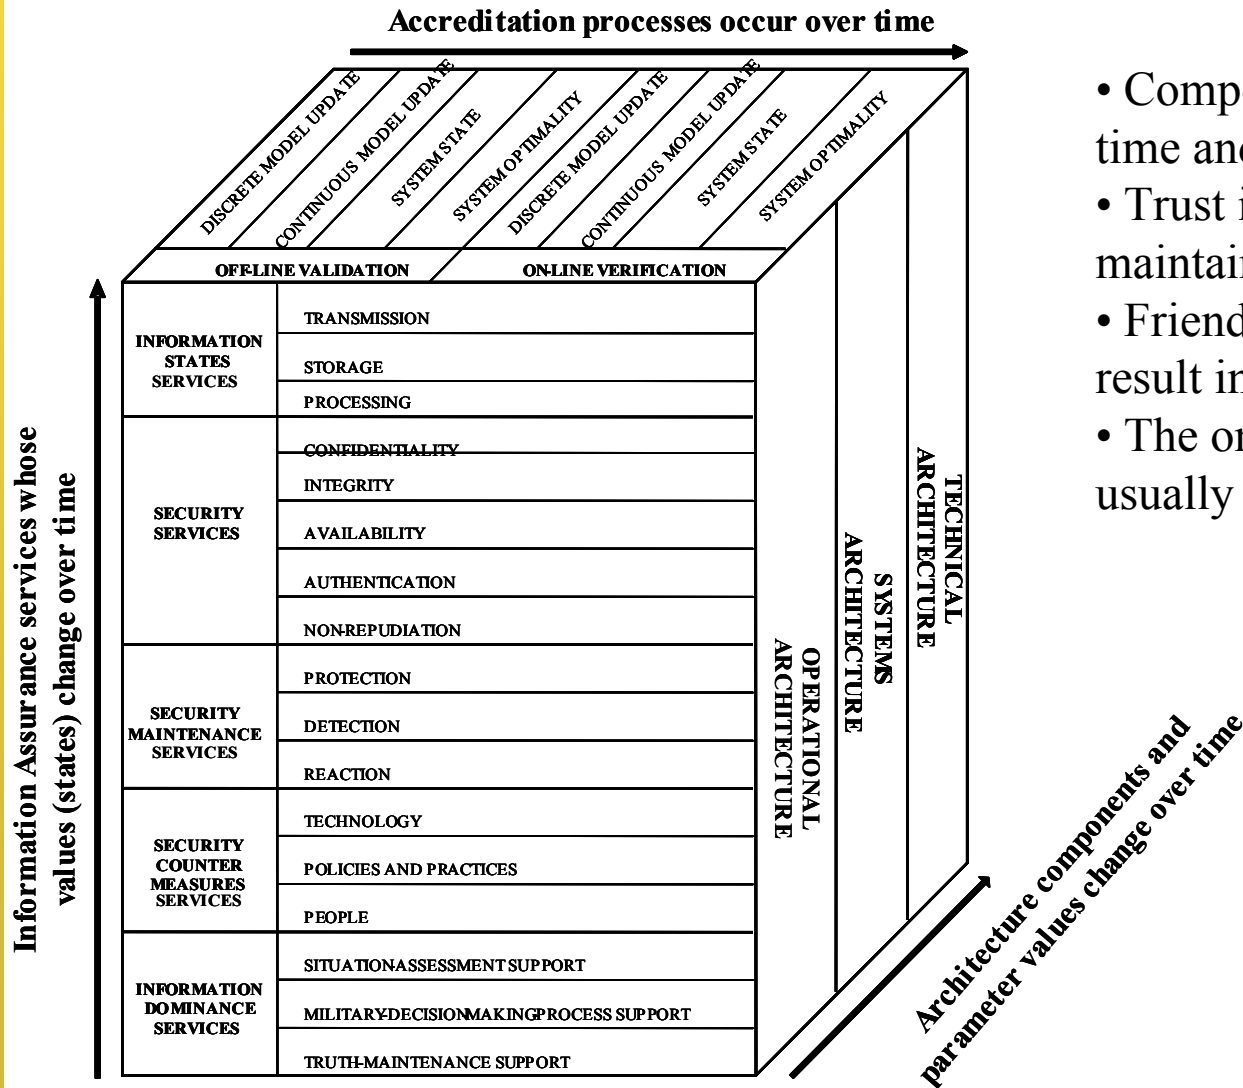 Accreditation processes occur over time
DISCRETE MODEL UPDATE
CONTINUOUS MODEL UPDATE
SYSTEM STATE
SYSTEM OPTIMALITY
DISCRETE MODEL UPDATE
CONTINUOUS MODEL UPDATE
SYSTEM STATE
SYSTEM OPTIMALITY
OFF-LINE VALIDATION
ON-LINE VERIFICATION
Information Assurance services whose
values (states) change over time
INFORMATION
STATES
SERVICES
TRANSMISSION
STORAGE
PROCESSING
SECURITY
SERVICES
CONFIDENTIALITY
INTEGRITY
AVAILABILITY
AUTHENTICATION
NON-REPUDIATION
SECURITY
MAINTENANCE
SERVICES
PROTECTION
DETECTION
REACTION
SECURITY
COUNTER
MEASURES
SERVICES
TECHNOLOGY
POLICIES AND PRACTICES
PEOPLE
INFORMATION
DOMINANCE
SERVICES
SITUATION ASSESSMENT SUPPORT
MILITARY-DECISION-MAKING-PROCESS SUPPORT
TRUTH-MAINTENANCE SUPPORT
OPERATIONAL
ARCHITECTURE
SYSTEMS
ARCHITECTURE
TECHNICAL
ARCHITECTURE
Architecture components and
parameter values change over time
• Comp
time and
• Trust i
maintai
• Friend
result in
• The or
usually